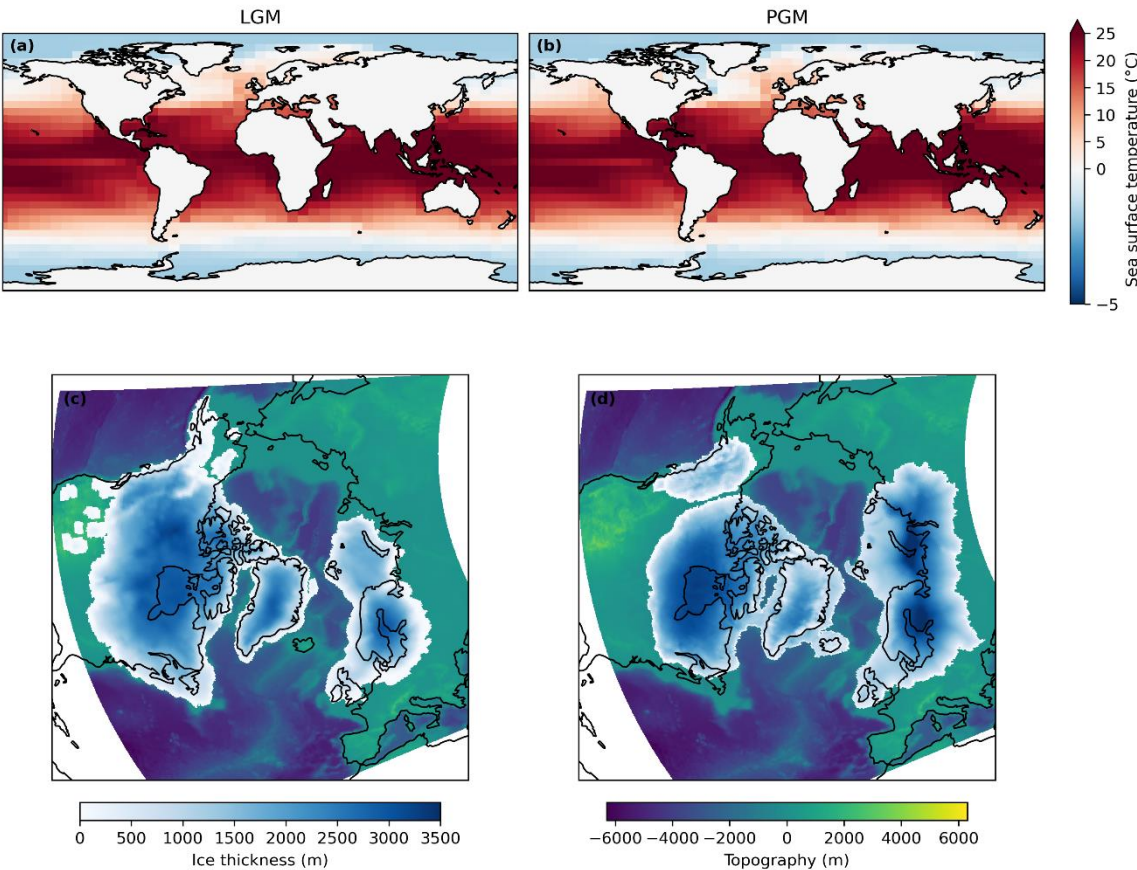 LGM
PGM
(a)
(b)
25
20
15
10
5
0
−5
Sea surface temperature (°C)
(c)
(d)
0 500 1000 1500 2000 2500 3000 3500
Ice thickness (m)
−6000 −4000 −2000 0 2000 4000 6000
Topography (m)